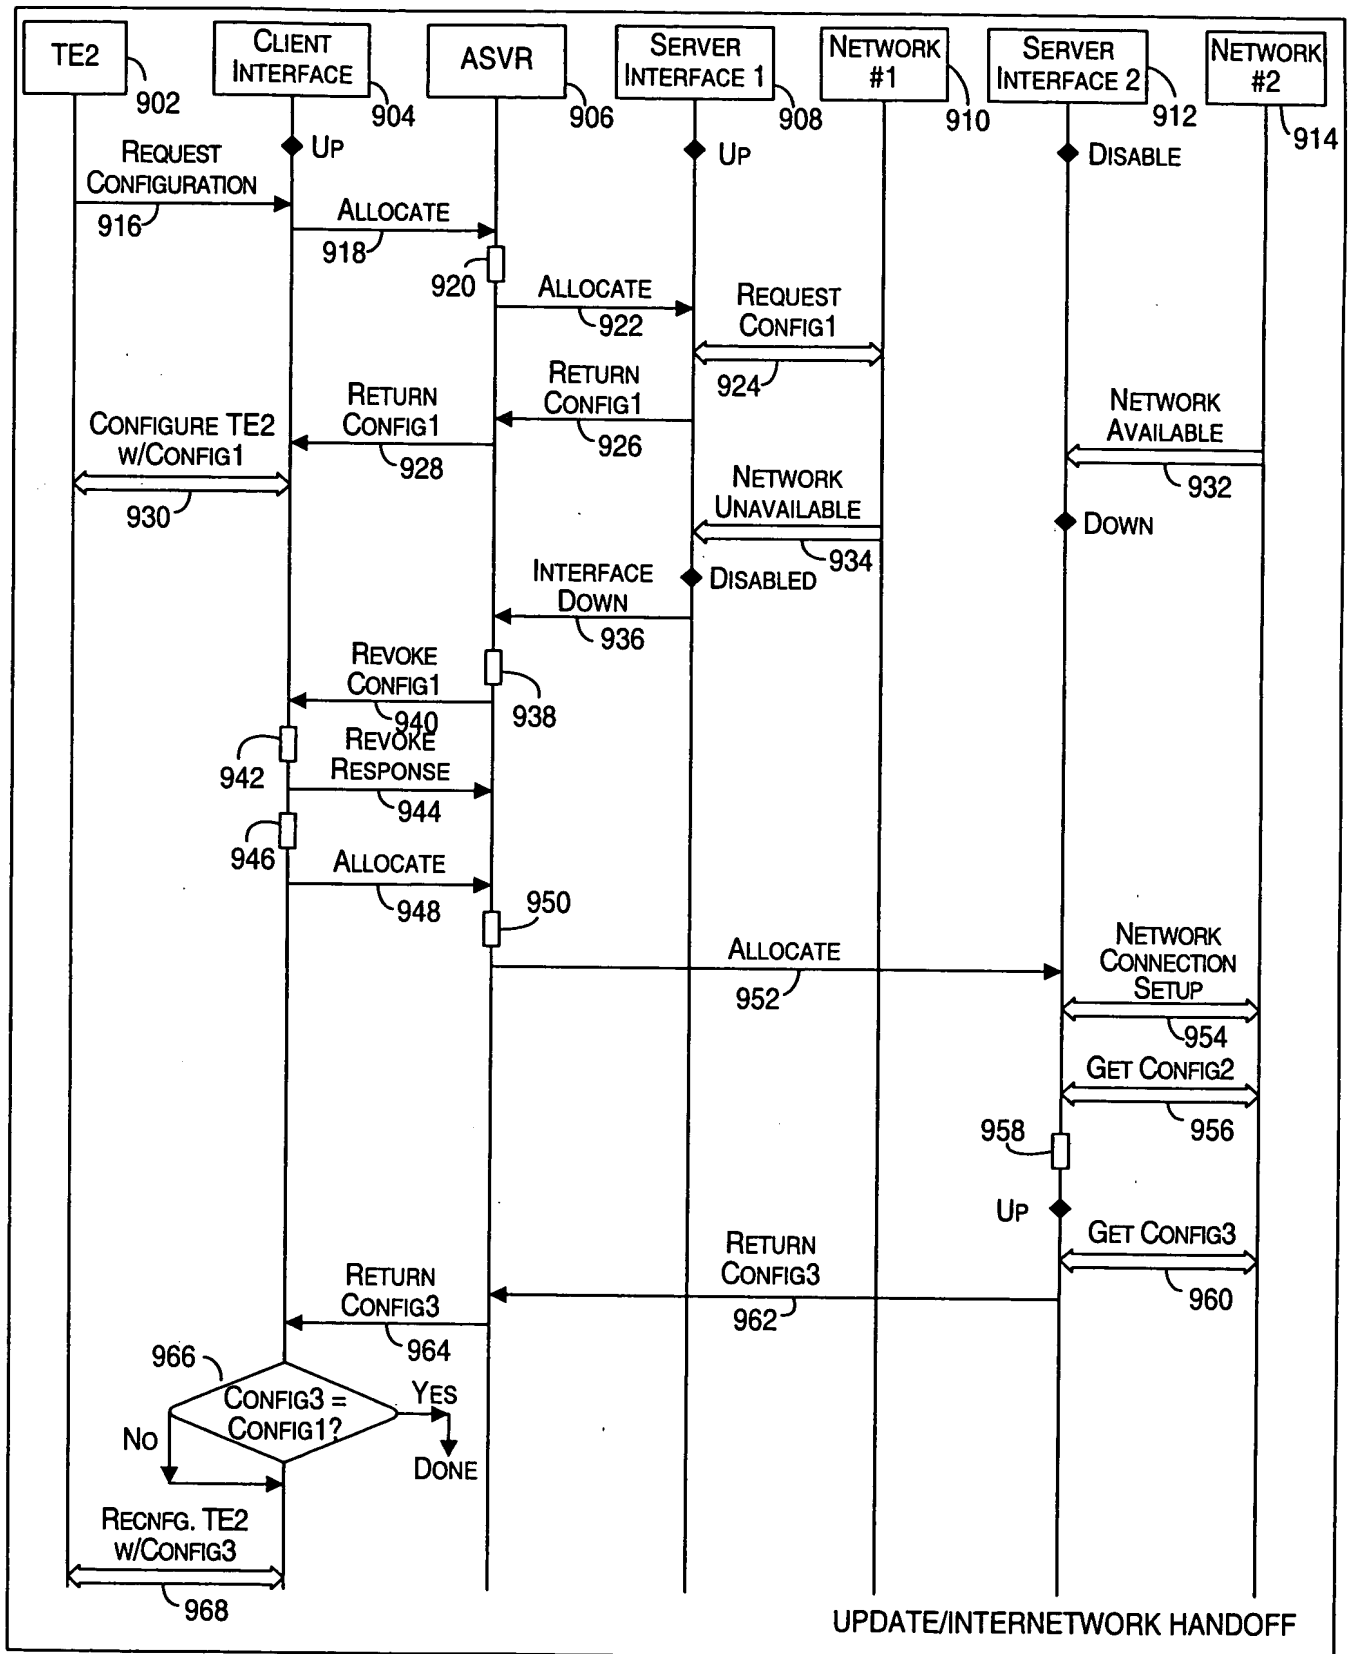 TE2
902
CLIENT
INTERFACE
904
ASVR
906
SERVER
INTERFACE 1
908
NETWORK
#1
910
SERVER
INTERFACE 2
912
NETWORK
#2
914
UP
UP
DISABLE
REQUEST
CONFIGURATION
916
ALLOCATE
918
920
ALLOCATE
922
REQUEST
CONFIG1
924
RETURN
CONFIG1
926
RETURN
CONFIG1
928
CONFIGURE TE2
W/CONFIG1
930
NETWORK
AVAILABLE
932
NETWORK
UNAVAILABLE
934
DOWN
DISABLED
INTERFACE
DOWN
936
938
REVOKE
CONFIG1
940
942
REVOKE
RESPONSE
944
946
ALLOCATE
948
950
ALLOCATE
952
NETWORK
CONNECTION
SETUP
954
GET CONFIG2
956
958
UP
GET CONFIG3
960
RETURN
CONFIG3
962
RETURN
CONFIG3
964
966
CONFIG3 =
CONFIG1?
YES
NO
DONE
RECNFG. TE2
W/CONFIG3
968
UPDATE/INTERNETWORK HANDOFF